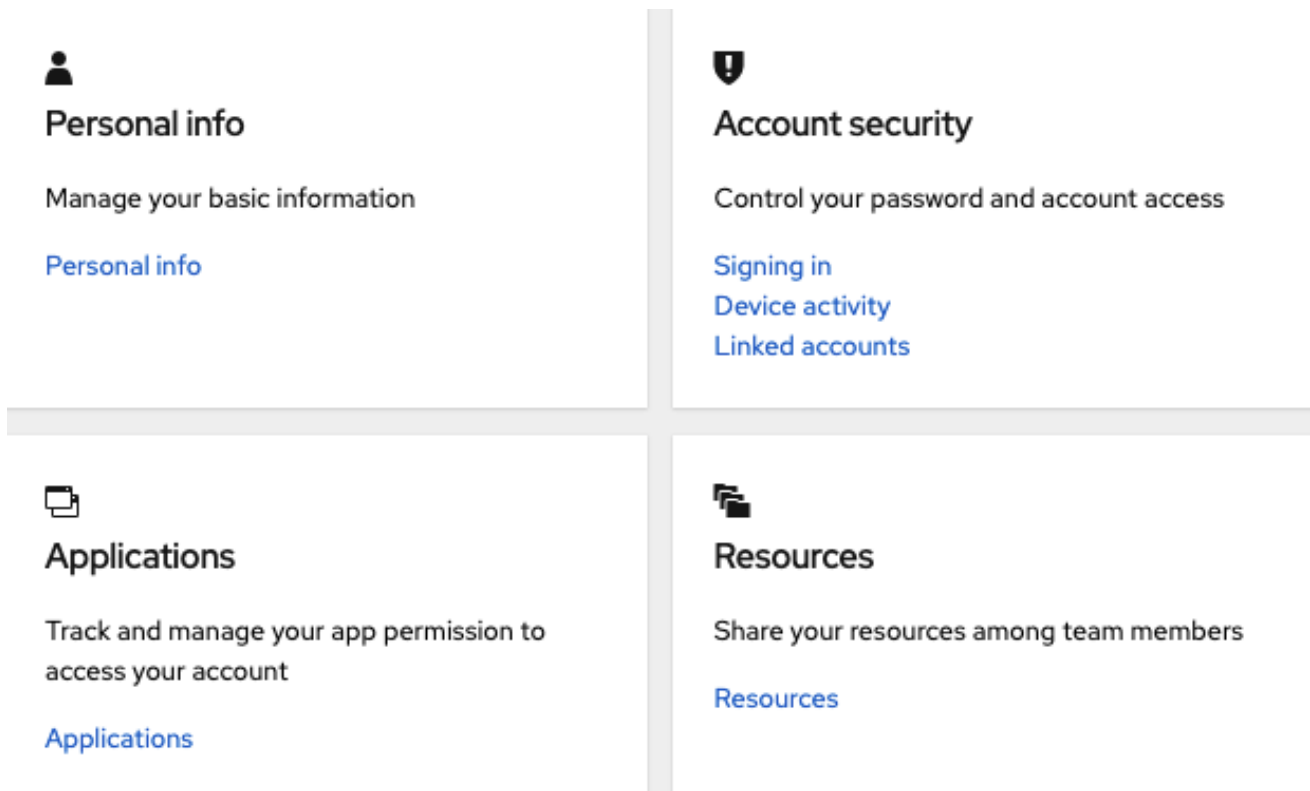 Personal info
Manage your basic information
Personal info
Account security
Control your password and account access
Signing in
Device activity
Linked accounts
Applications
Track and manage your app permission to
access your account
Applications
Resources
Share your resources among team members
Resources